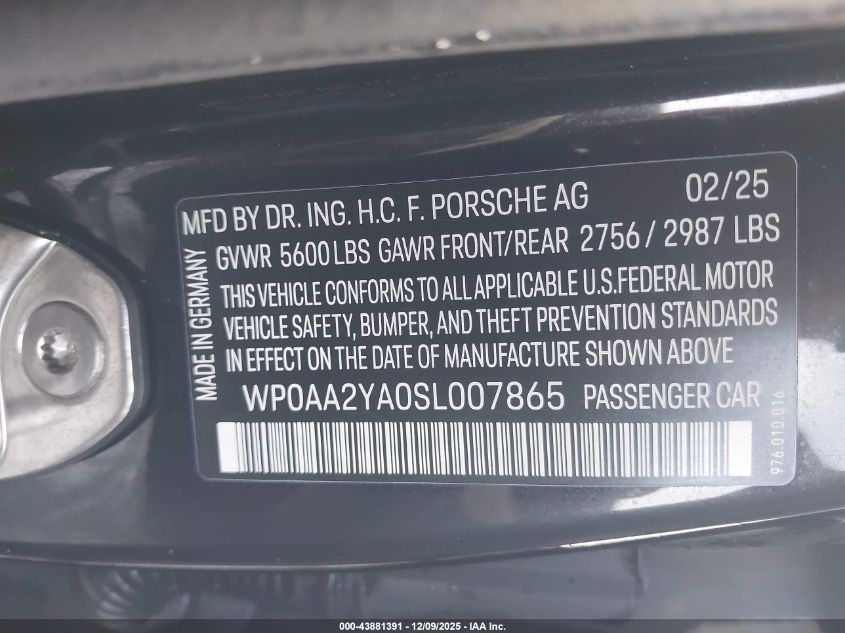 MFD BY DR. ING. H.C. F. PORSCHE AG 02/25
GVWR 5600 LBS GAWR FRONT/REAR 2756 / 2987 LBS
THIS VEHICLE CONFORMS TO ALL APPLICABLE U.S. FEDERAL MOTOR
VEHICLE SAFETY, BUMPER, AND THEFT PREVENTION STANDARDS
IN EFFECT ON THE DATE OF MANUFACTURE SHOWN ABOVE
WP0AA2YA0SL007865 PASSENGER CAR
MADE IN GERMANY
976.010.016
000-43881391 - 12/09/2025 - IAA Inc.